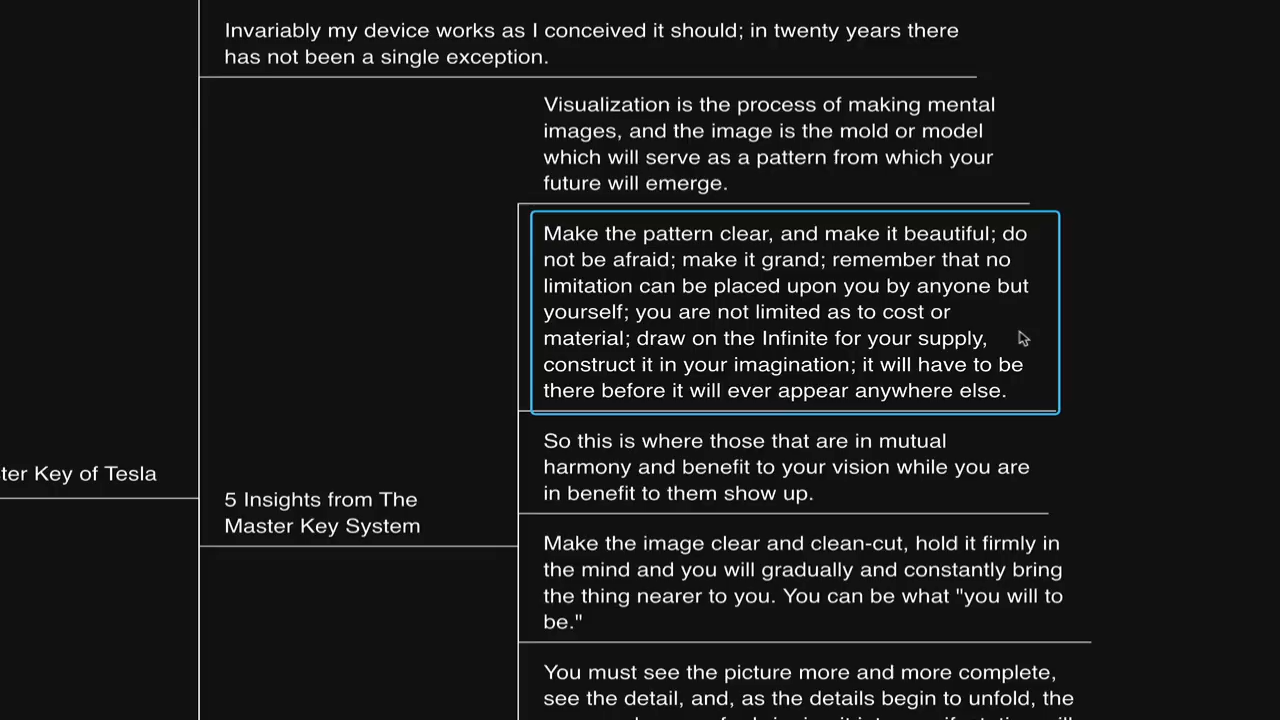 Invariably my device works as I conceived it should; in twenty years there
has not been a single exception.
Visualization is the process of making mental
images, and the image is the mold or model
which will serve as a pattern from which your
future will emerge.
Make the pattern clear, and make it beautiful; do
not be afraid; make it grand; remember that no
limitation can be placed upon you by anyone but
yourself; you are not limited as to cost or
material; draw on the Infinite for your supply,
construct it in your imagination; it will have to be
there before it will ever appear anywhere else.
So this is where those that are in mutual
harmony and benefit to your vision while you are
in benefit to them show up.
ter Key of Tesla
5 Insights from The
Master Key System
Make the image clear and clean-cut, hold it firmly in
the mind and you will gradually and constantly bring
the thing nearer to you. You can be what "you will to
be."
You must see the picture more and more complete,
see the detail, and, as the details begin to unfold, the